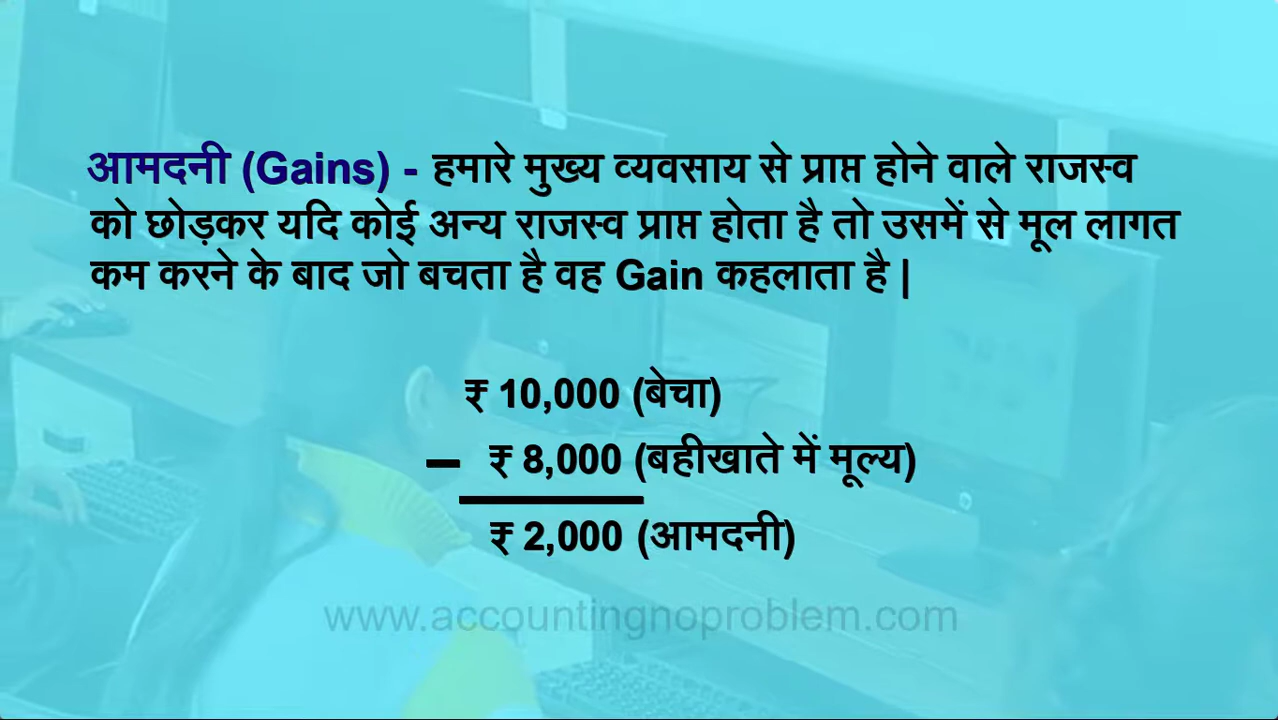 आमदनी (Gains) - हमारे मुख्य व्यवसाय से प्राप्त होने वाले राजस्व
को छोड़कर यदि कोई अन्य राजस्व प्राप्त होता है तो उसमें से मूल लागत
कम करने के बाद जो बचता है वह Gain कहलाता है |
₹ 10,000 (बेचा)
– ₹ 8,000 (बहीखाते में मूल्य)
₹ 2,000 (आमदनी)
www.accountingnoproblem.com